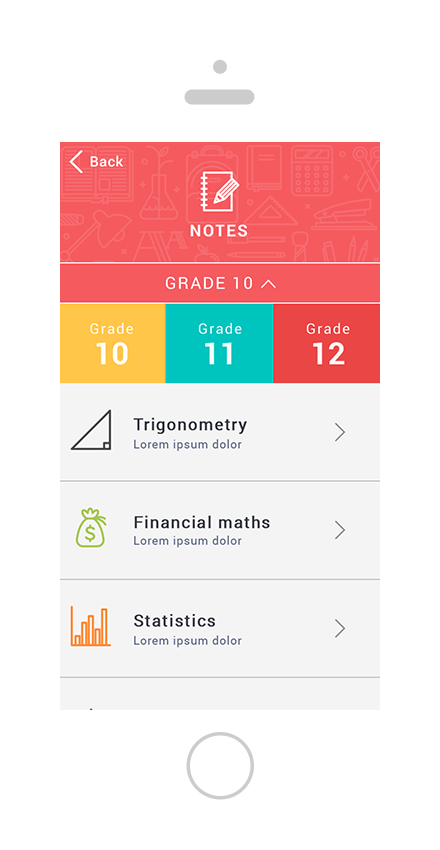 Back
NOTES
GRADE 10
Grade Grade Grade
10 11 12
Trigonometry
Lorem ipsum dolor
Financial maths
Lorem ipsum dolor
$
Statistics
Lorem ipsum dolor